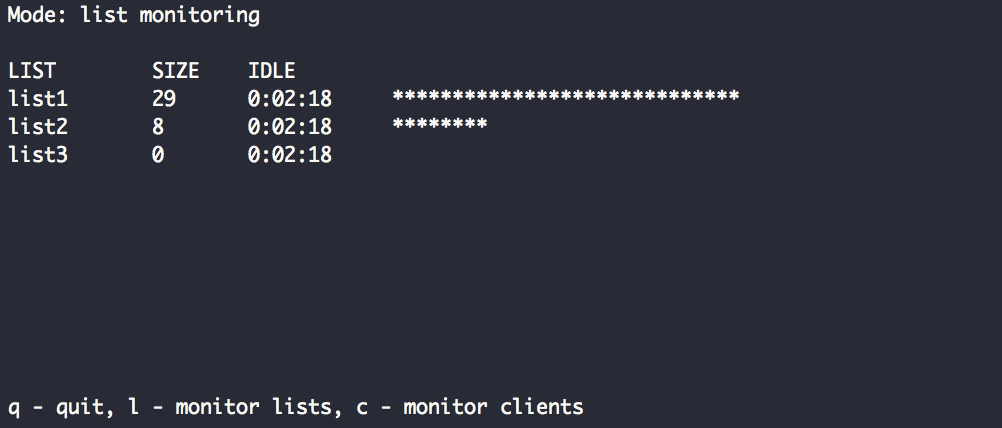 Mode: list monitoring
LIST SIZE IDLE
list1 29 0:02:18 *****************************
list2 8 0:02:18 ********
list3 0 0:02:18
q - quit, l - monitor lists, c - monitor clients